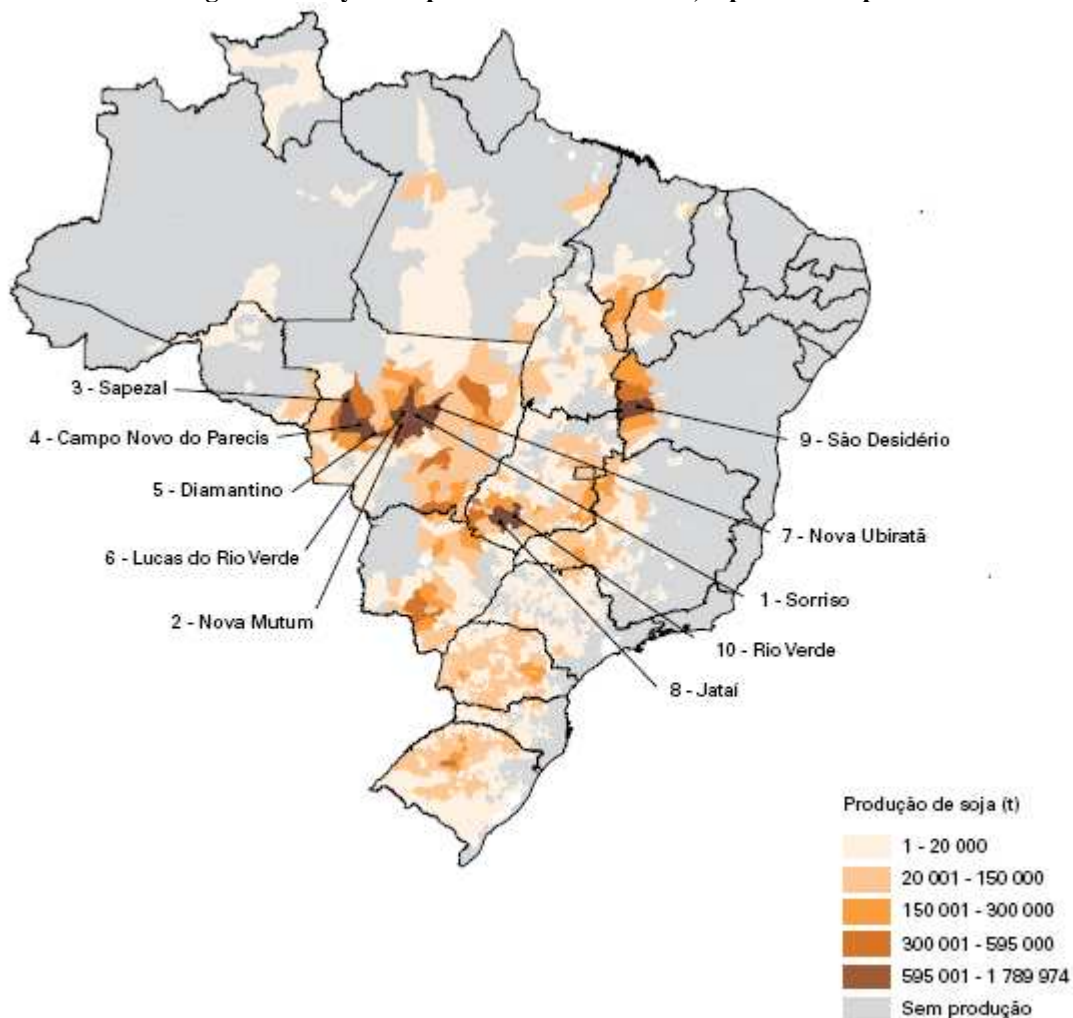 3 - Sapezal
4 - Campo Novo do Parecis
5 - Diamantino
6 - Lucas do Rio Verde
2 - Nova Mutum
9 - São Desidério
7 - Nova Ubiratã
1 - Sorriso
10 - Rio Verde
8 - Jataí
Produção de soja (t)
1 - 20 000
20 001 - 150 000
150 001 - 300 000
300 001 - 595 000
595 001 - 1 789 974
Sem produção